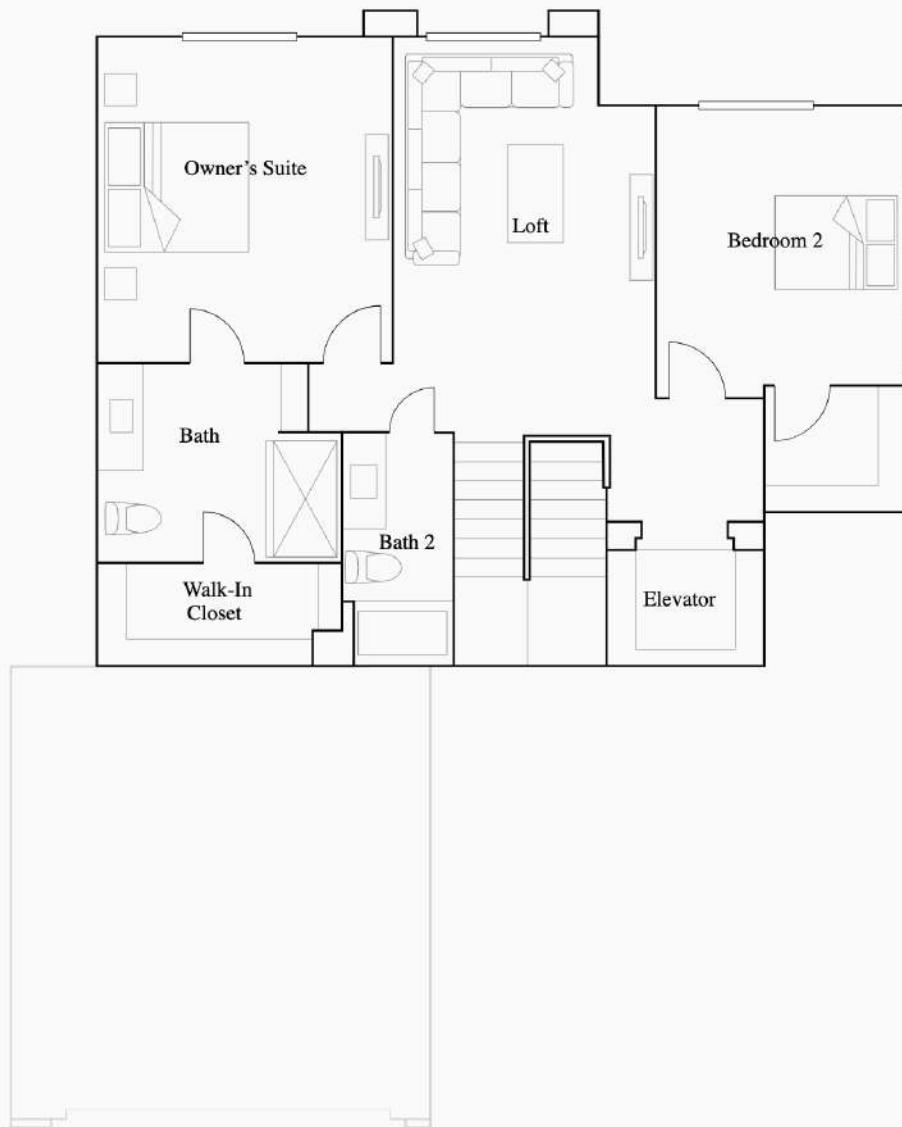 Owner's Suite
Loft
Bedroom 2
Bath
Bath 2
Walk-In
Closet
Elevator